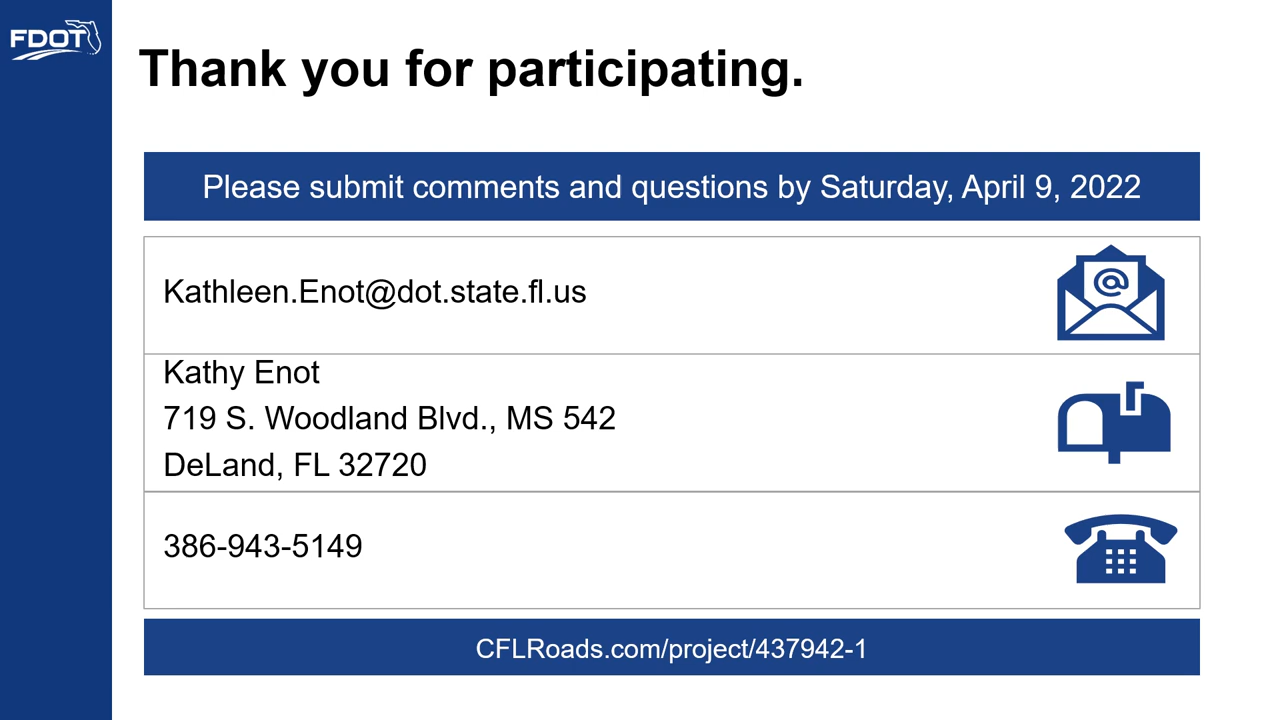 FDOT
Thank you for participating.
Please submit comments and questions by Saturday, April 9, 2022
Kathleen.Enot@dot.state.fl.us
@
Kathy Enot
719 S. Woodland Blvd., MS 542
DeLand, FL 32720
386-943-5149
CFLRoads.com/project/437942-1